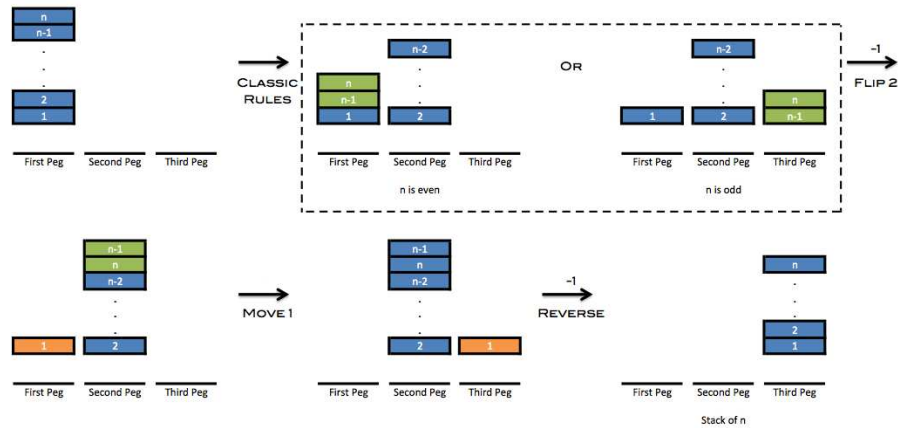 n
n-1
.
.
.
2
1
First Peg Second Peg Third Peg
CLASSIC
RULES
n-2
.
.
.
n
n-1
1 2
First Peg Second Peg Third Peg
n is even
OR
n-2
.
.
.
n
1 2 n-1
First Peg Second Peg Third Peg
n is odd
-1
FLIP 2
n-1
n
n-2
.
.
.
1 2
First Peg Second Peg Third Peg
MOVE 1
n-1
n
n-2
.
.
.
2 1
First Peg Second Peg Third Peg
-1
REVERSE
n
.
.
.
2
1
First Peg Second Peg Third Peg
Stack of n